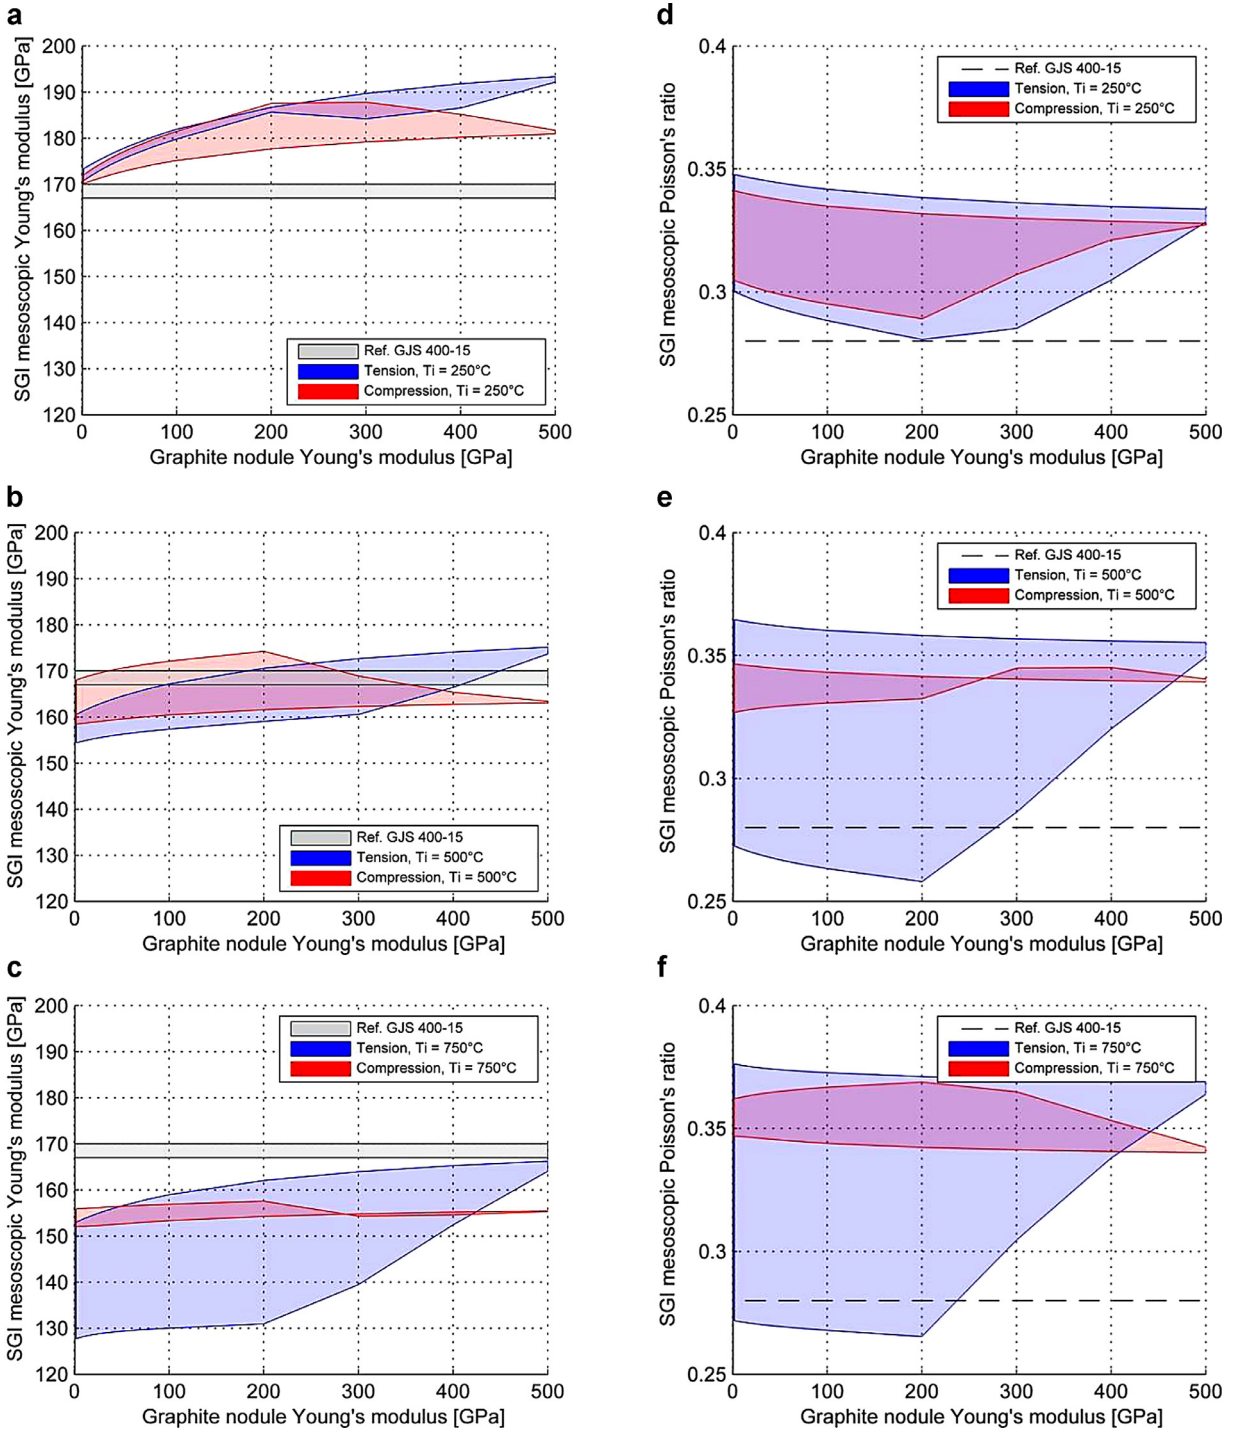 a
SGI mesoscopic Young's modulus [GPa]
200
190
180
170
160
150
140
130
120
Ref. GJS 400-15
Tension, Ti = 250°C
Compression, Ti = 250°C
0 100 200 300 400 500
Graphite nodule Young's modulus [GPa]
d
SGI mesoscopic Poisson's ratio
0.4
0.35
0.3
0.25
Ref. GJS 400-15
Tension, Ti = 250°C
Compression, Ti = 250°C
0 100 200 300 400 500
Graphite nodule Young's modulus [GPa]
b
SGI mesoscopic Young's modulus [GPa]
200
190
180
170
160
150
140
130
120
Ref. GJS 400-15
Tension, Ti = 500°C
Compression, Ti = 500°C
0 100 200 300 400 500
Graphite nodule Young's modulus [GPa]
e
SGI mesoscopic Poisson's ratio
0.4
0.35
0.3
0.25
Ref. GJS 400-15
Tension, Ti = 500°C
Compression, Ti = 500°C
0 100 200 300 400 500
Graphite nodule Young's modulus [GPa]
c
SGI mesoscopic Young's modulus [GPa]
200
190
180
170
160
150
140
130
120
Ref. GJS 400-15
Tension, Ti = 750°C
Compression, Ti = 750°C
0 100 200 300 400 500
Graphite nodule Young's modulus [GPa]
f
SGI mesoscopic Poisson's ratio
0.4
0.35
0.3
0.25
Ref. GJS 400-15
Tension, Ti = 750°C
Compression, Ti = 750°C
0 100 200 300 400 500
Graphite nodule Young's modulus [GPa]